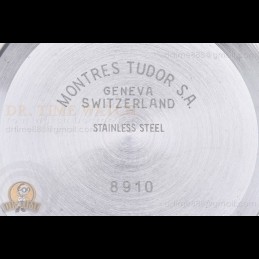 MONTRES TUDOR S.A.
GENEVA
SWITZERLAND
STAINLESS STEEL
8910